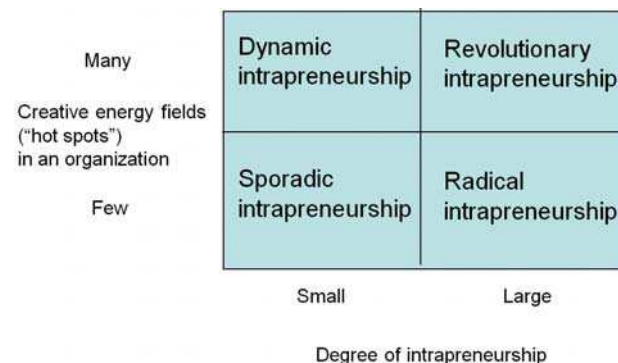 Many
Creative energy fields
("hot spots")
in an organization
Few
Dynamic
intrapreneurship
Revolutionary
intrapreneurship
Sporadic
intrapreneurship
Radical
intrapreneurship
Small
Large
Degree of intrapreneurship